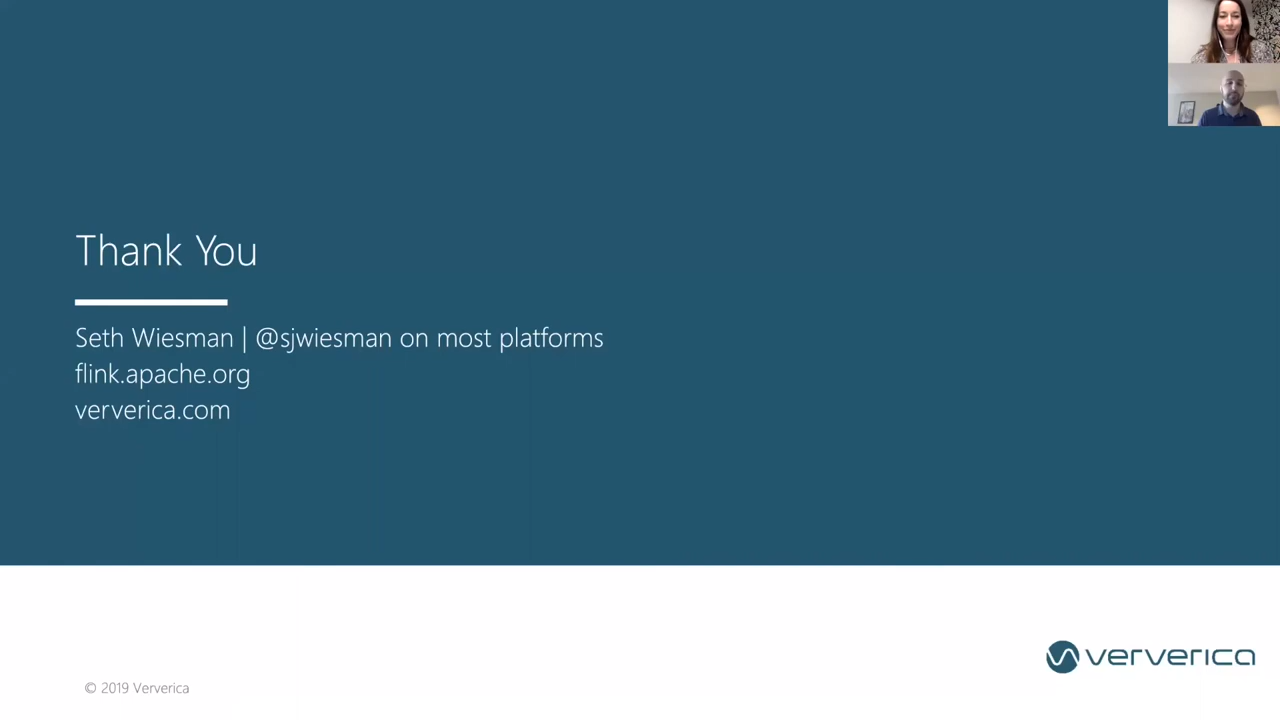 Thank You
Seth Wiesman | @sjwiesman on most platforms
flink.apache.org
ververica.com
ververica
© 2019 Ververica